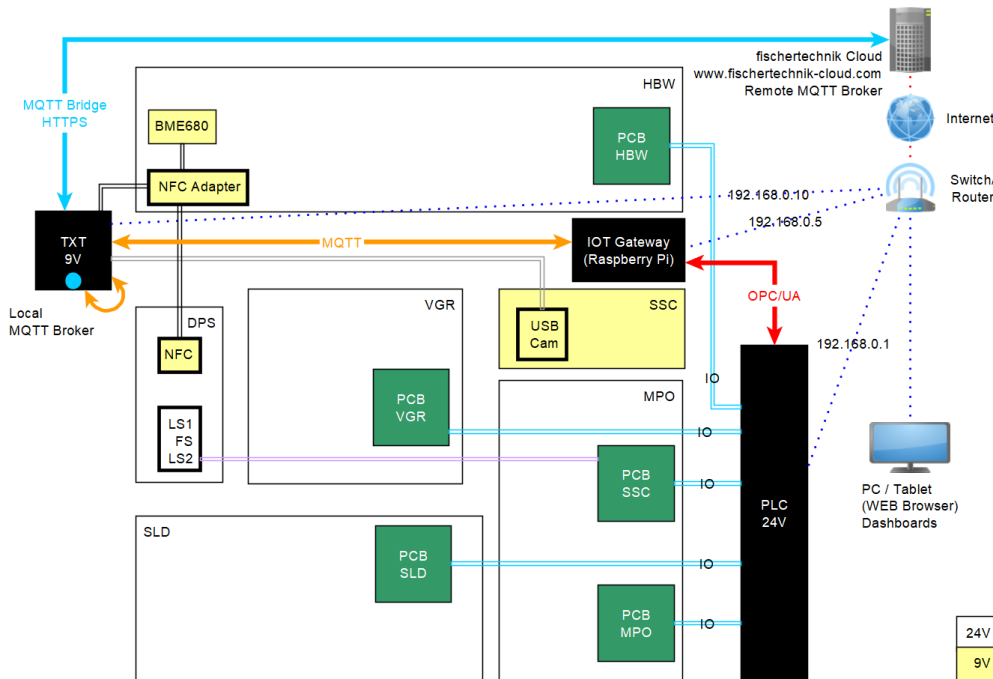 fischertechnik Cloud
www.fischertechnik-cloud.com
Remote MQTT Broker
HBW
MQTT Bridge
HTTPS
BME680
PCB
HBW
Internet
NFC Adapter
Switch/
Router
192.168.0.10
192.168.0.5
TXT
9V
MQTT
IOT Gateway
(Raspberry Pi)
OPC/UA
Local
MQTT Broker
DPS
VGR
SSC
NFC
USB
Cam
192.168.0.1
IO
MPO
PCB
VGR
LS1
FS
LS2
IO
PCB
SSC
IO
PLC
24V
PC / Tablet
(WEB Browser)
Dashboards
SLD
PCB
SLD
IO
PCB
MPO
IO
24V
9V